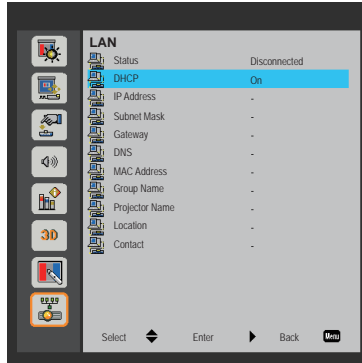 LAN
Status Disconnected
DHCP On
IP Address -
Subnet Mask -
Gateway -
DNS -
MAC Address -
Group Name -
Projector Name -
Location -
Contact -
3D
Select Enter Back Menu